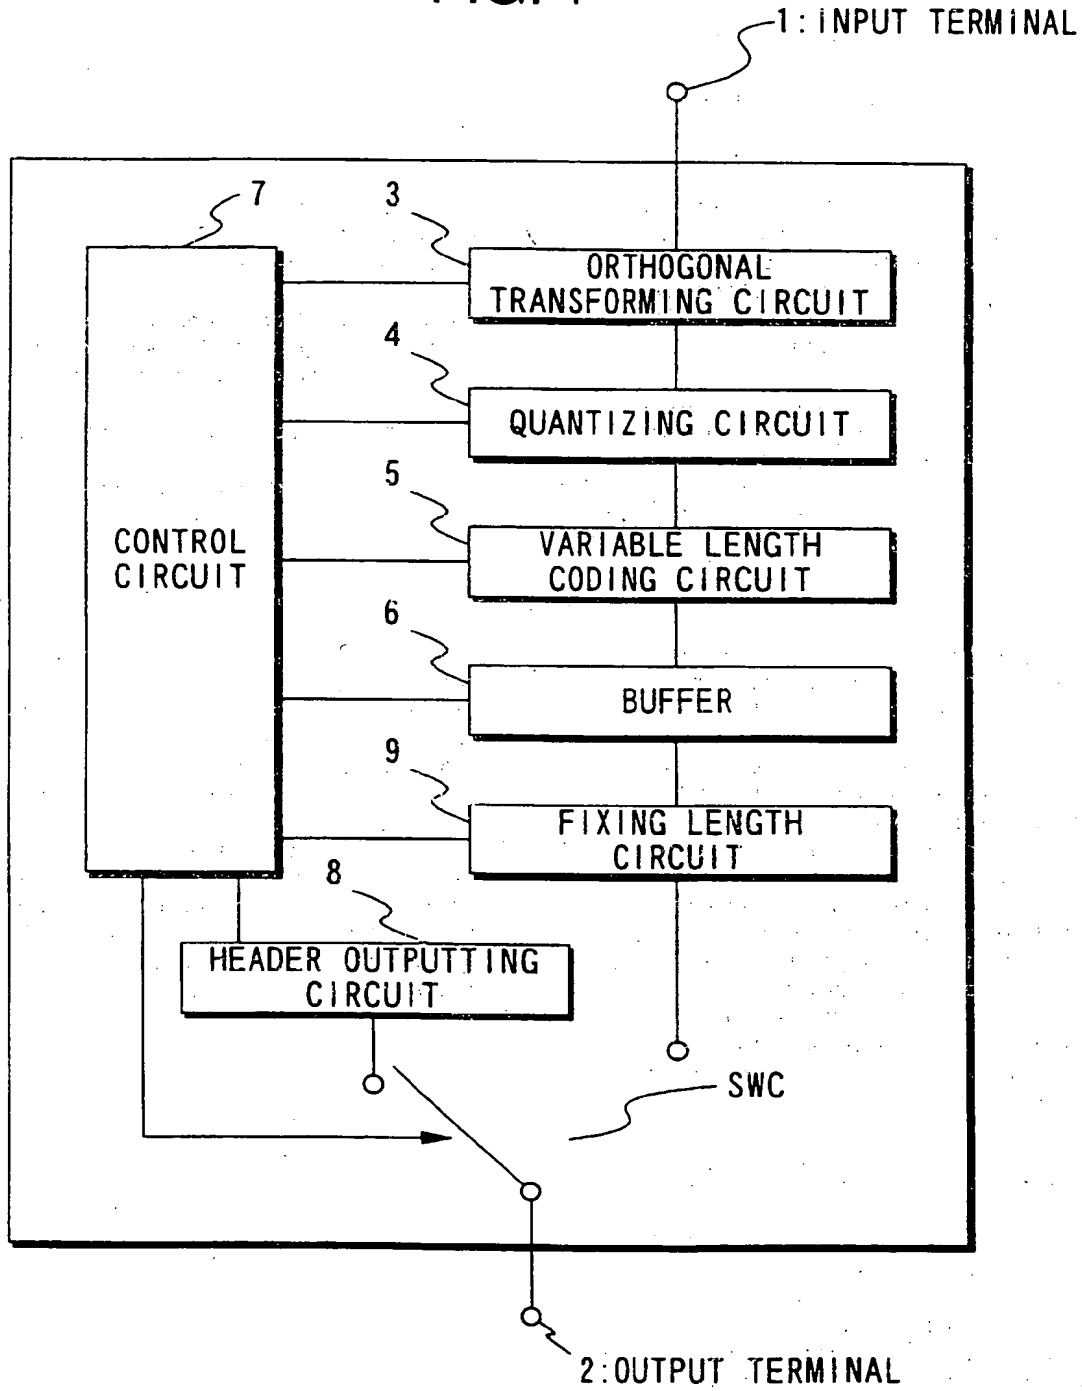 1:INPUT TERMINAL
7
3
ORTHOGONAL
TRANSFORMING CIRCUIT
4
QUANTIZING CIRCUIT
5
CONTROL
CIRCUIT
VARIABLE LENGTH
CODING CIRCUIT
6
BUFFER
9
FIXING LENGTH
CIRCUIT
8
HEADER OUTPUTTING
CIRCUIT
SWC
2:OUTPUT TERMINAL